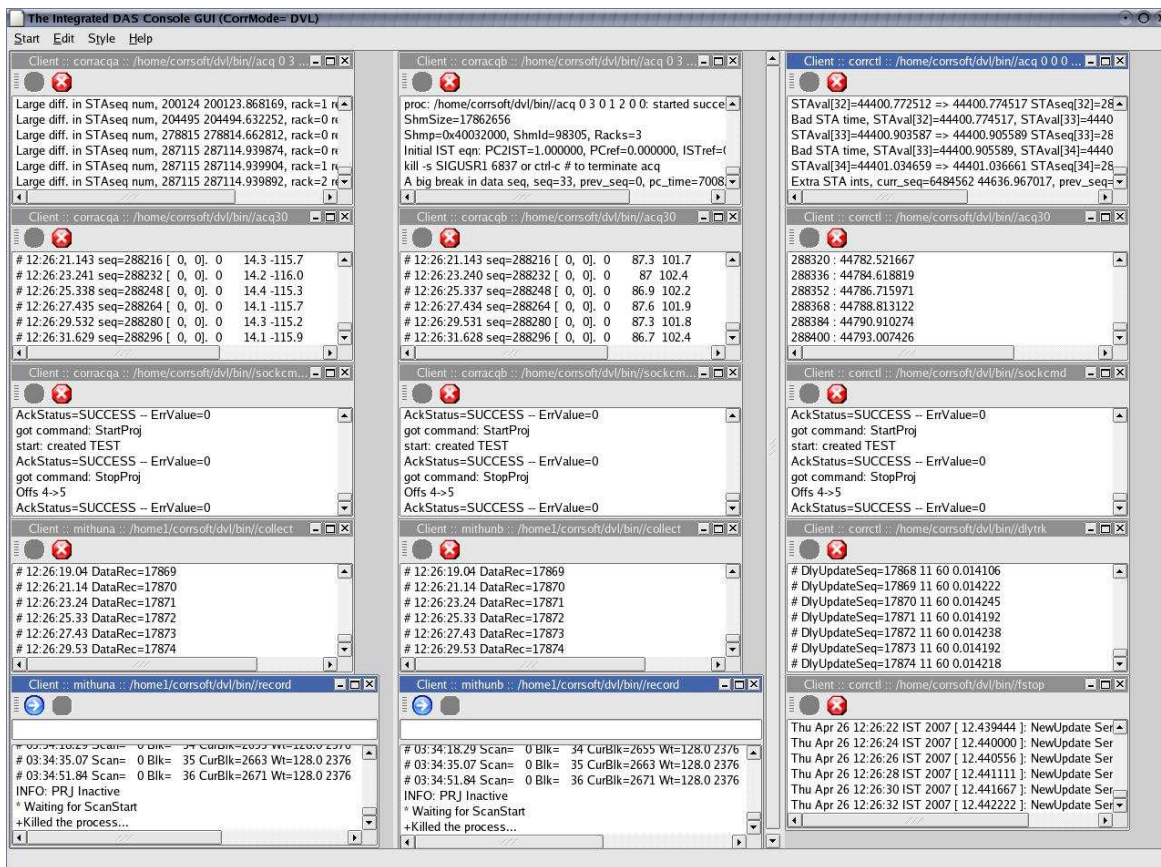 The Integrated DAS Console GUI (CorrMode= DVL)
Start Edit Style Help
Client :: corracqa :: /home/corrsoft/dvl/bin//acq 0 3 ...
Large diff. in STAseq num, 200124 200123.868169, rack=1 r
Large diff. in STAseq num, 204495 204494.632252, rack=0 r
Large diff. in STAseq num, 278815 278814.662812, rack=0 r
Large diff. in STAseq num, 287115 287114.939874, rack=0 r
Large diff. in STAseq num, 287115 287114.939904, rack=1 r
Large diff. in STAseq num, 287115 287114.939892, rack=2 r
Client :: corracqa :: /home/corrsoft/dvl/bin//acq30
# 12:26:21.143 seq=288216 [ 0, 0]. 0 14.3 -115.7
# 12:26:23.241 seq=288232 [ 0, 0]. 0 14.2 -116.0
# 12:26:25.338 seq=288248 [ 0, 0]. 0 14.4 -115.3
# 12:26:27.435 seq=288264 [ 0, 0]. 0 14.1 -115.7
# 12:26:29.532 seq=288280 [ 0, 0]. 0 14.3 -115.2
# 12:26:31.629 seq=288296 [ 0, 0]. 0 14.1 -115.9
Client :: corracqa :: /home/corrsoft/dvl/bin//sockcm...
AckStatus=SUCCESS -- ErrValue=0
got command: StartProj
start: created TEST
AckStatus=SUCCESS -- ErrValue=0
got command: StopProj
Offs 4->5
AckStatus=SUCCESS -- ErrValue=0
Client :: mithuna :: /home1/corrsoft/dvl/bin//collect
# 12:26:19.04 DataRec=17869
# 12:26:21.14 DataRec=17870
# 12:26:23.24 DataRec=17871
# 12:26:25.33 DataRec=17872
# 12:26:27.43 DataRec=17873
# 12:26:29.53 DataRec=17874
Client :: mithuna :: /home1/corrsoft/dvl/bin//record
# 03:34:18.29 Scan= 0 Blk= 34 CurBlk=2655 Wt=128.0 2376
# 03:34:35.07 Scan= 0 Blk= 35 CurBlk=2663 Wt=128.0 2376
# 03:34:51.84 Scan= 0 Blk= 36 CurBlk=2671 Wt=128.0 2376
INFO: PRJ Inactive
* Waiting for ScanStart
+Killed the process...
Client :: corracqb :: /home/corrsoft/dvl/bin//acq 0 3 ...
proc: /home/corrsoft/dvl/bin//acq 0 3 0 1 2 0 0: started succe
ShmSize=17862656
Shmp=0x40032000, ShmId=98305, Racks=3
Initial IST eqn: PC2IST=1.000000, PCref=0.000000, ISTref=(
kill -s SIGUSR1 6837 or ctrl-c # to terminate acq
A big break in data seq, seq=33, prev_seq=0, pc_time=7008.
Client :: corracqb :: /home/corrsoft/dvl/bin//acq30
# 12:26:21.143 seq=288216 [ 0, 0]. 0 87.3 101.7
# 12:26:23.240 seq=288232 [ 0, 0]. 0 87 102.4
# 12:26:25.337 seq=288248 [ 0, 0]. 0 86.9 102.2
# 12:26:27.434 seq=288264 [ 0, 0]. 0 87.6 101.9
# 12:26:29.531 seq=288280 [ 0, 0]. 0 87.3 101.8
# 12:26:31.628 seq=288296 [ 0, 0]. 0 86.7 102.4
Client :: corracqb :: /home/corrsoft/dvl/bin//sockcm...
AckStatus=SUCCESS -- ErrValue=0
got command: StartProj
start: created TEST
AckStatus=SUCCESS -- ErrValue=0
got command: StopProj
Offs 4->5
AckStatus=SUCCESS -- ErrValue=0
Client :: mithunb :: /home1/corrsoft/dvl/bin//collect
# 12:26:19.04 DataRec=17869
# 12:26:21.14 DataRec=17870
# 12:26:23.24 DataRec=17871
# 12:26:25.33 DataRec=17872
# 12:26:27.43 DataRec=17873
# 12:26:29.53 DataRec=17874
Client :: mithunb :: /home1/corrsoft/dvl/bin//record
# 03:34:18.29 Scan= 0 Blk= 34 CurBlk=2655 Wt=128.0 2376
# 03:34:35.07 Scan= 0 Blk= 35 CurBlk=2663 Wt=128.0 2376
# 03:34:51.84 Scan= 0 Blk= 36 CurBlk=2671 Wt=128.0 2376
INFO: PRJ Inactive
* Waiting for ScanStart
+Killed the process...
Client :: corrctl :: /home/corrsoft/dvl/bin//acq 0 0 0 ...
STAval[32]=44400.772512 => 44400.774517 STAseq[32]=28
Bad STA time, STAval[32]=44400.774517, STAval[33]=4440
STAval[33]=44400.903587 => 44400.905589 STAseq[33]=28
Bad STA time, STAval[33]=44400.905589, STAval[34]=4440
STAval[34]=44401.034659 => 44401.036661 STAseq[34]=28
Extra STA ints, curr_seq=6484562 44636.967017, prev_seq=
Client :: corrctl :: /home/corrsoft/dvl/bin//acq30
288320 : 44782.521667
288336 : 44784.618819
288352 : 44786.715971
288368 : 44788.813122
288384 : 44790.910274
288400 : 44793.007426
Client :: corrctl :: /home/corrsoft/dvl/bin//sockcmd
AckStatus=SUCCESS -- ErrValue=0
got command: StartProj
start: created TEST
AckStatus=SUCCESS -- ErrValue=0
got command: StopProj
Offs 4->5
AckStatus=SUCCESS -- ErrValue=0
Client :: corrctl :: /home/corrsoft/dvl/bin//dlytrk
# DlyUpdateSeq=17868 11 60 0.014106
# DlyUpdateSeq=17869 11 60 0.014222
# DlyUpdateSeq=17870 11 60 0.014245
# DlyUpdateSeq=17871 11 60 0.014192
# DlyUpdateSeq=17872 11 60 0.014238
# DlyUpdateSeq=17873 11 60 0.014192
# DlyUpdateSeq=17874 11 60 0.014218
Client :: corrctl :: /home/corrsoft/dvl/bin//fstop
Thu Apr 26 12:26:22 IST 2007 [ 12.439444 ]: NewUpdate Ser
Thu Apr 26 12:26:24 IST 2007 [ 12.440000 ]: NewUpdate Ser
Thu Apr 26 12:26:26 IST 2007 [ 12.440556 ]: NewUpdate Ser
Thu Apr 26 12:26:28 IST 2007 [ 12.441111 ]: NewUpdate Ser
Thu Apr 26 12:26:30 IST 2007 [ 12.441667 ]: NewUpdate Ser
Thu Apr 26 12:26:32 IST 2007 [ 12.442222 ]: NewUpdate Ser